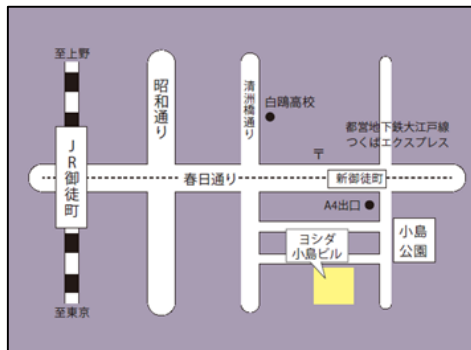 至上野
昭和通り
清洲橋通り
白鴎高校
都営地下鉄大江戸線
つくばエクスプレス
〒
JR御徒町
春日通り
新御徒町
A4出口
小島
公園
ヨシダ
小島ビル
至東京